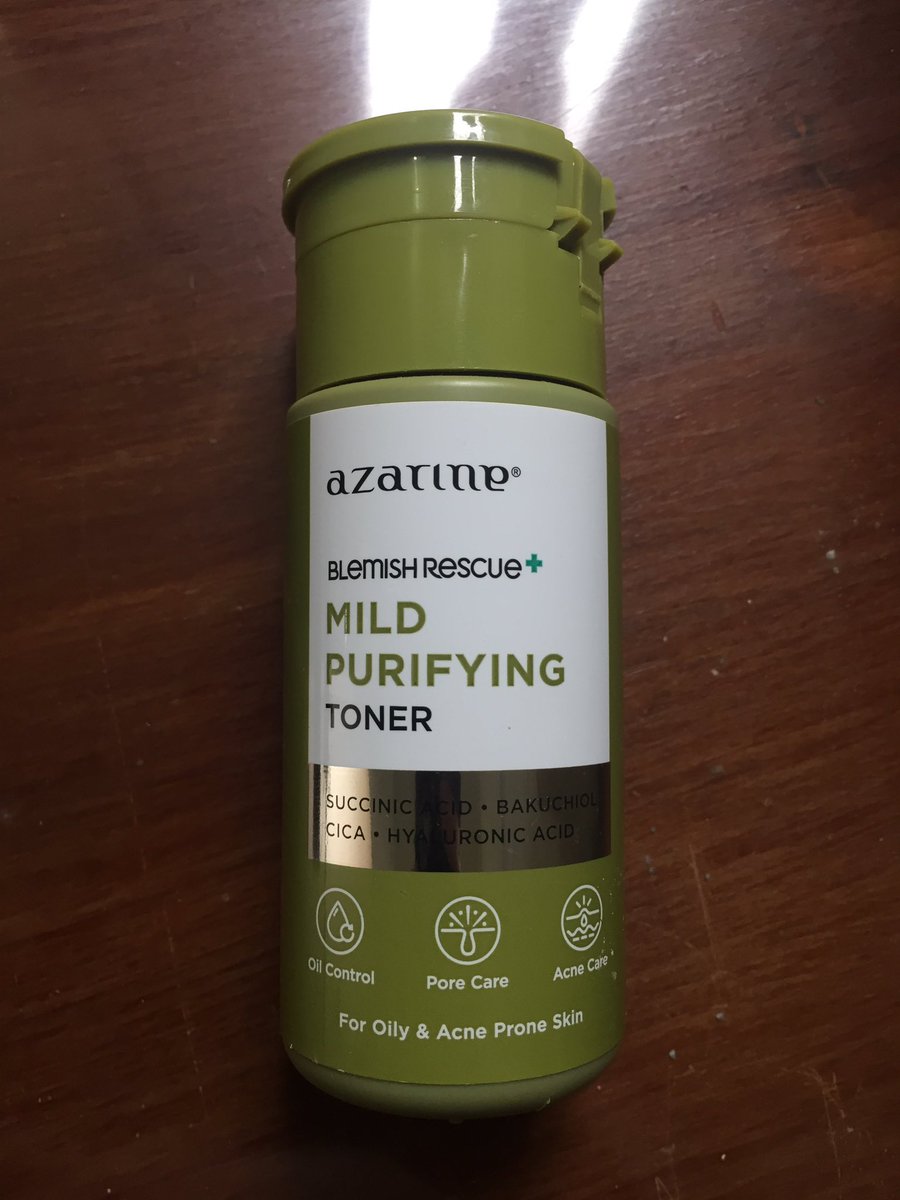 azarine®
BLEMISH RESCUE+
MILD
PURIFYING
TONER
SUCCINIC ACID • BAKUCHIOL
CICA • HYALURONIC ACID
Oil Control
Pore Care
Acne Care
For Oily & Acne Prone Skin